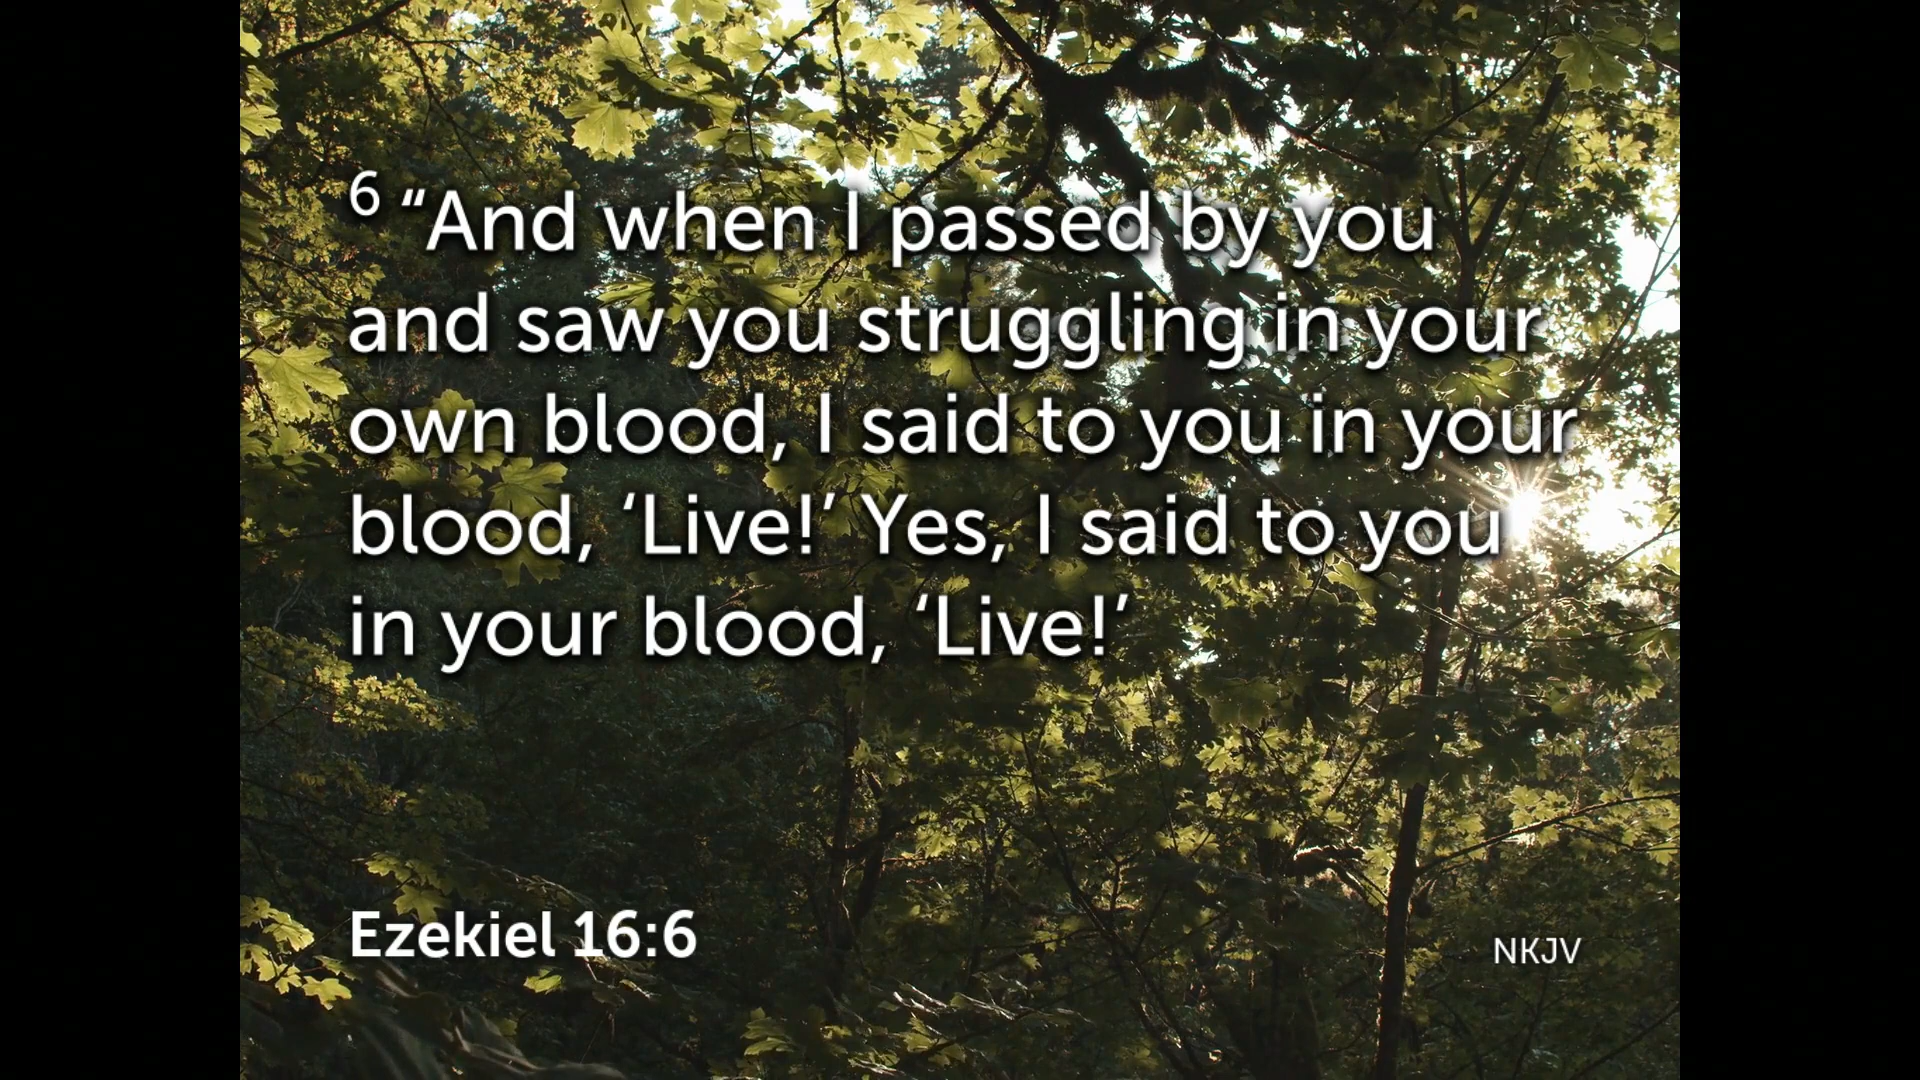 6 “And when I passed by you
and saw you struggling in your
own blood, I said to you in your
blood, ‘Live!’ Yes, I said to you
in your blood, ‘Live!’
Ezekiel 16:6
NKJV